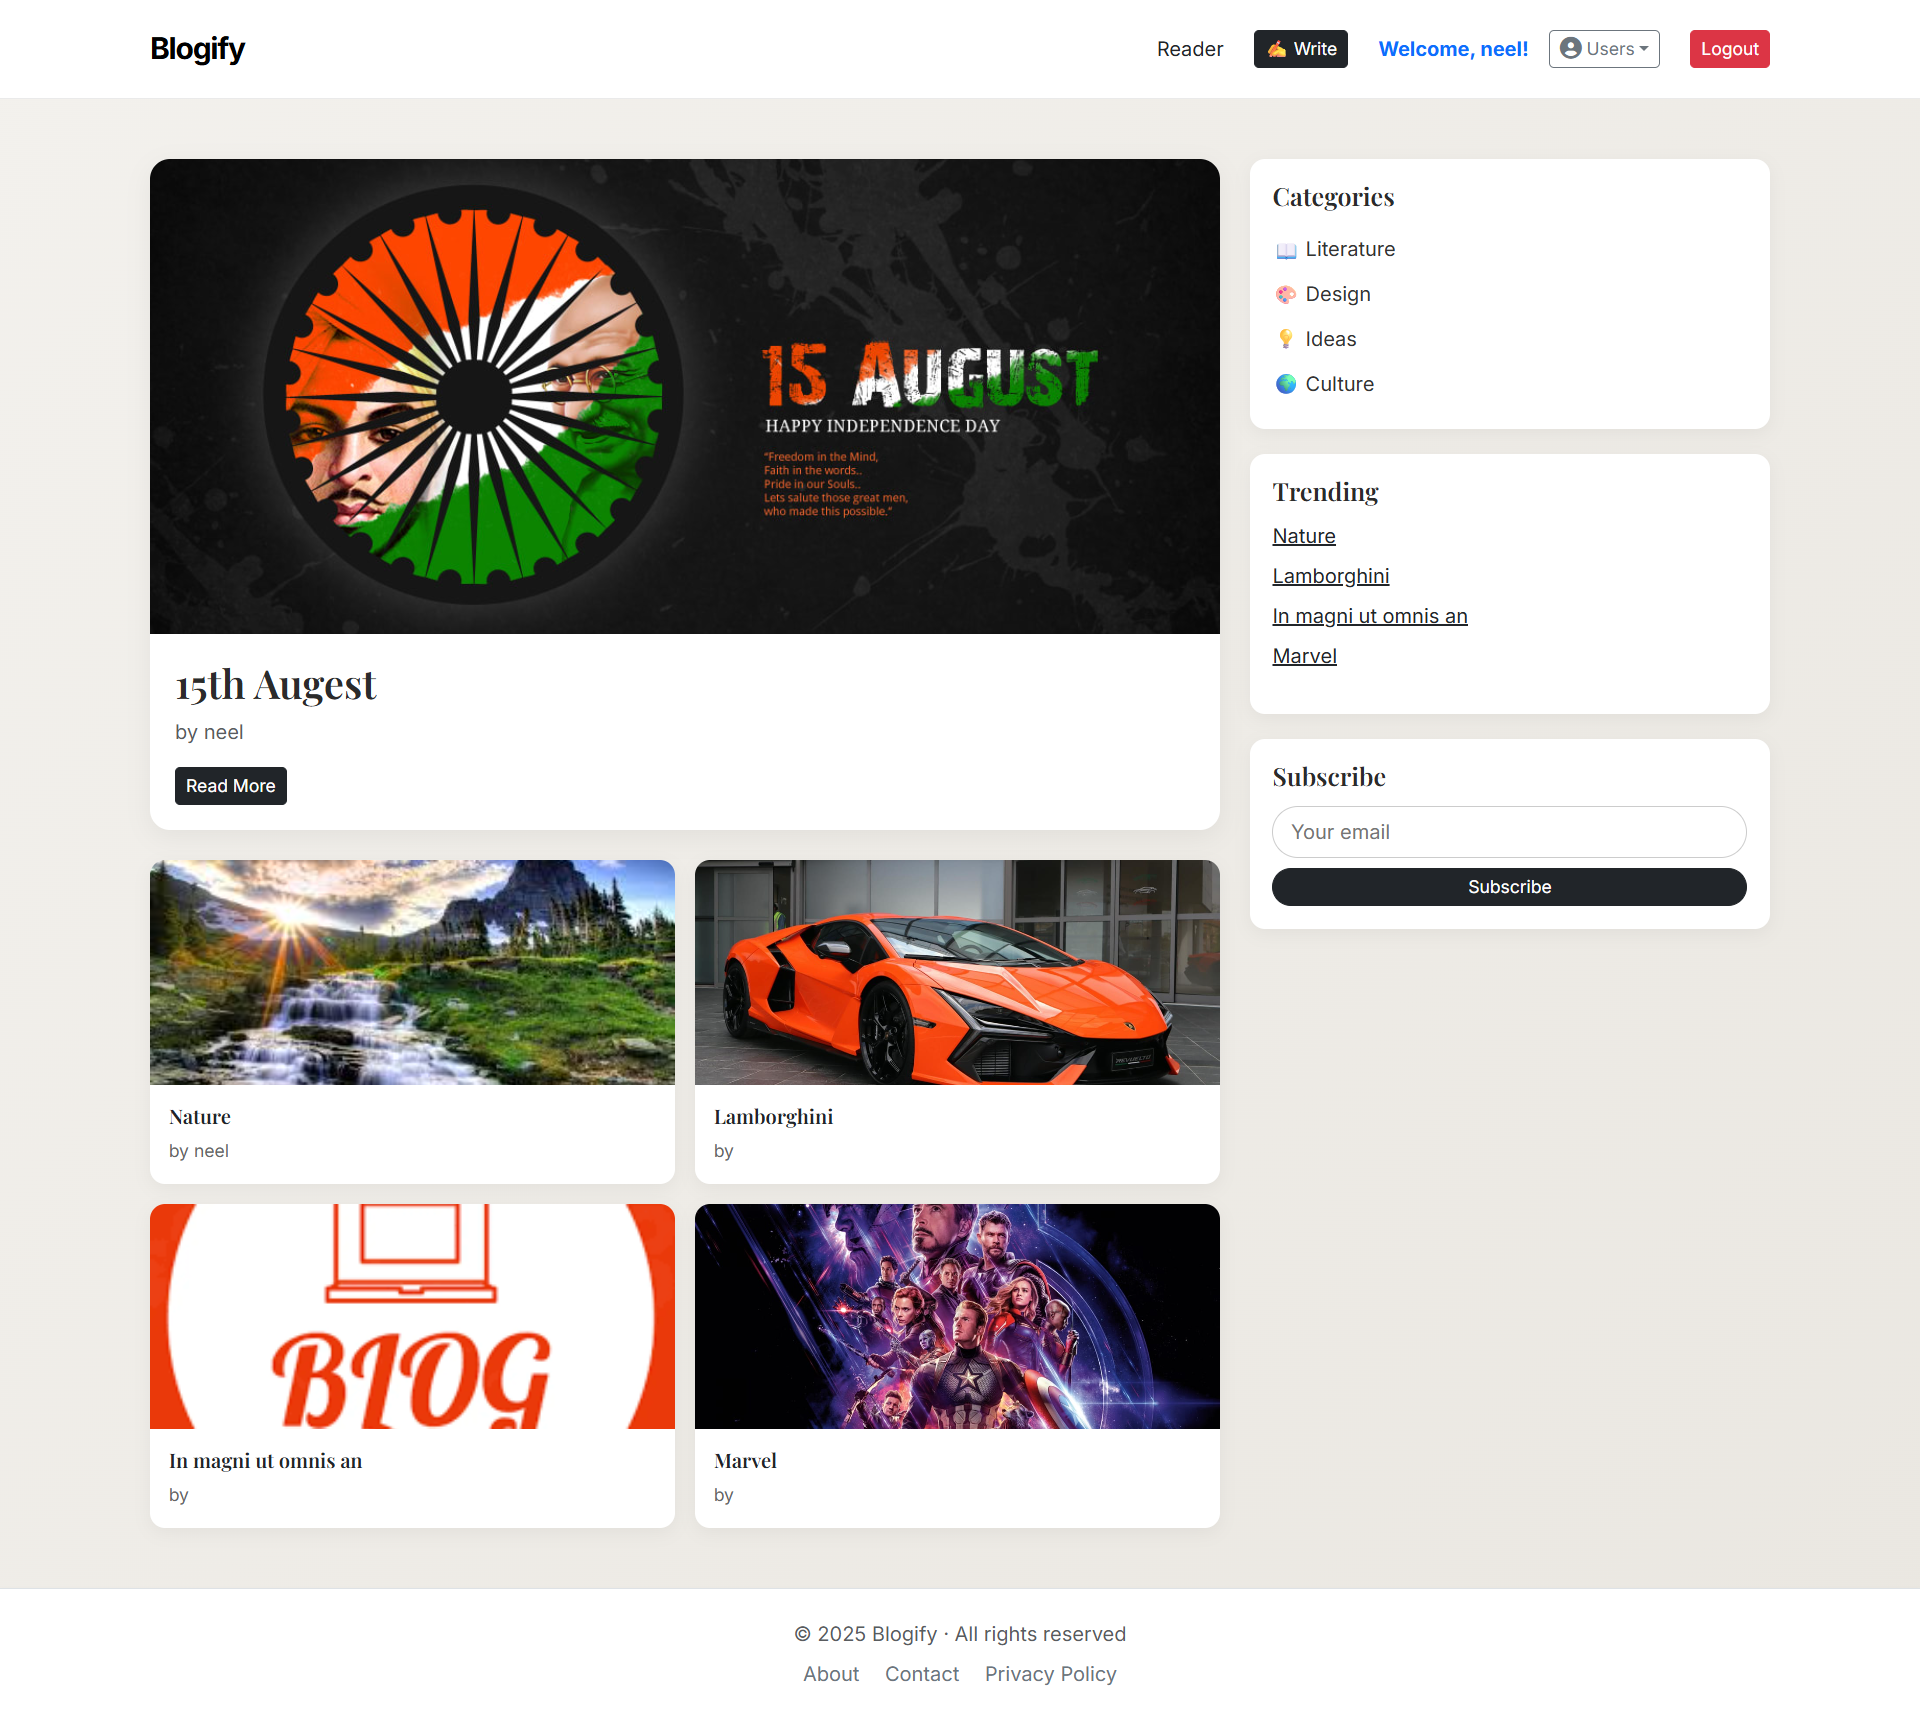 Blogify
Reader
Write
Welcome, neel!
Users
Logout
15 AUGUST
HAPPY INDEPENDENCE DAY
"Freedom in the Mind,
Faith in the words..
Pride in our Souls..
Lets salute those great men,
who made this possible."
15th Augest
by neel
Read More
Nature
by neel
REVUELTO
Lamborghini
by
BLOG
In magni ut omnis an
by
Marvel
by
Categories
Literature
Design
Ideas
Culture
Trending
Nature
Lamborghini
In magni ut omnis an
Marvel
Subscribe
Your email
Subscribe
© 2025 Blogify · All rights reserved
About
Contact
Privacy Policy